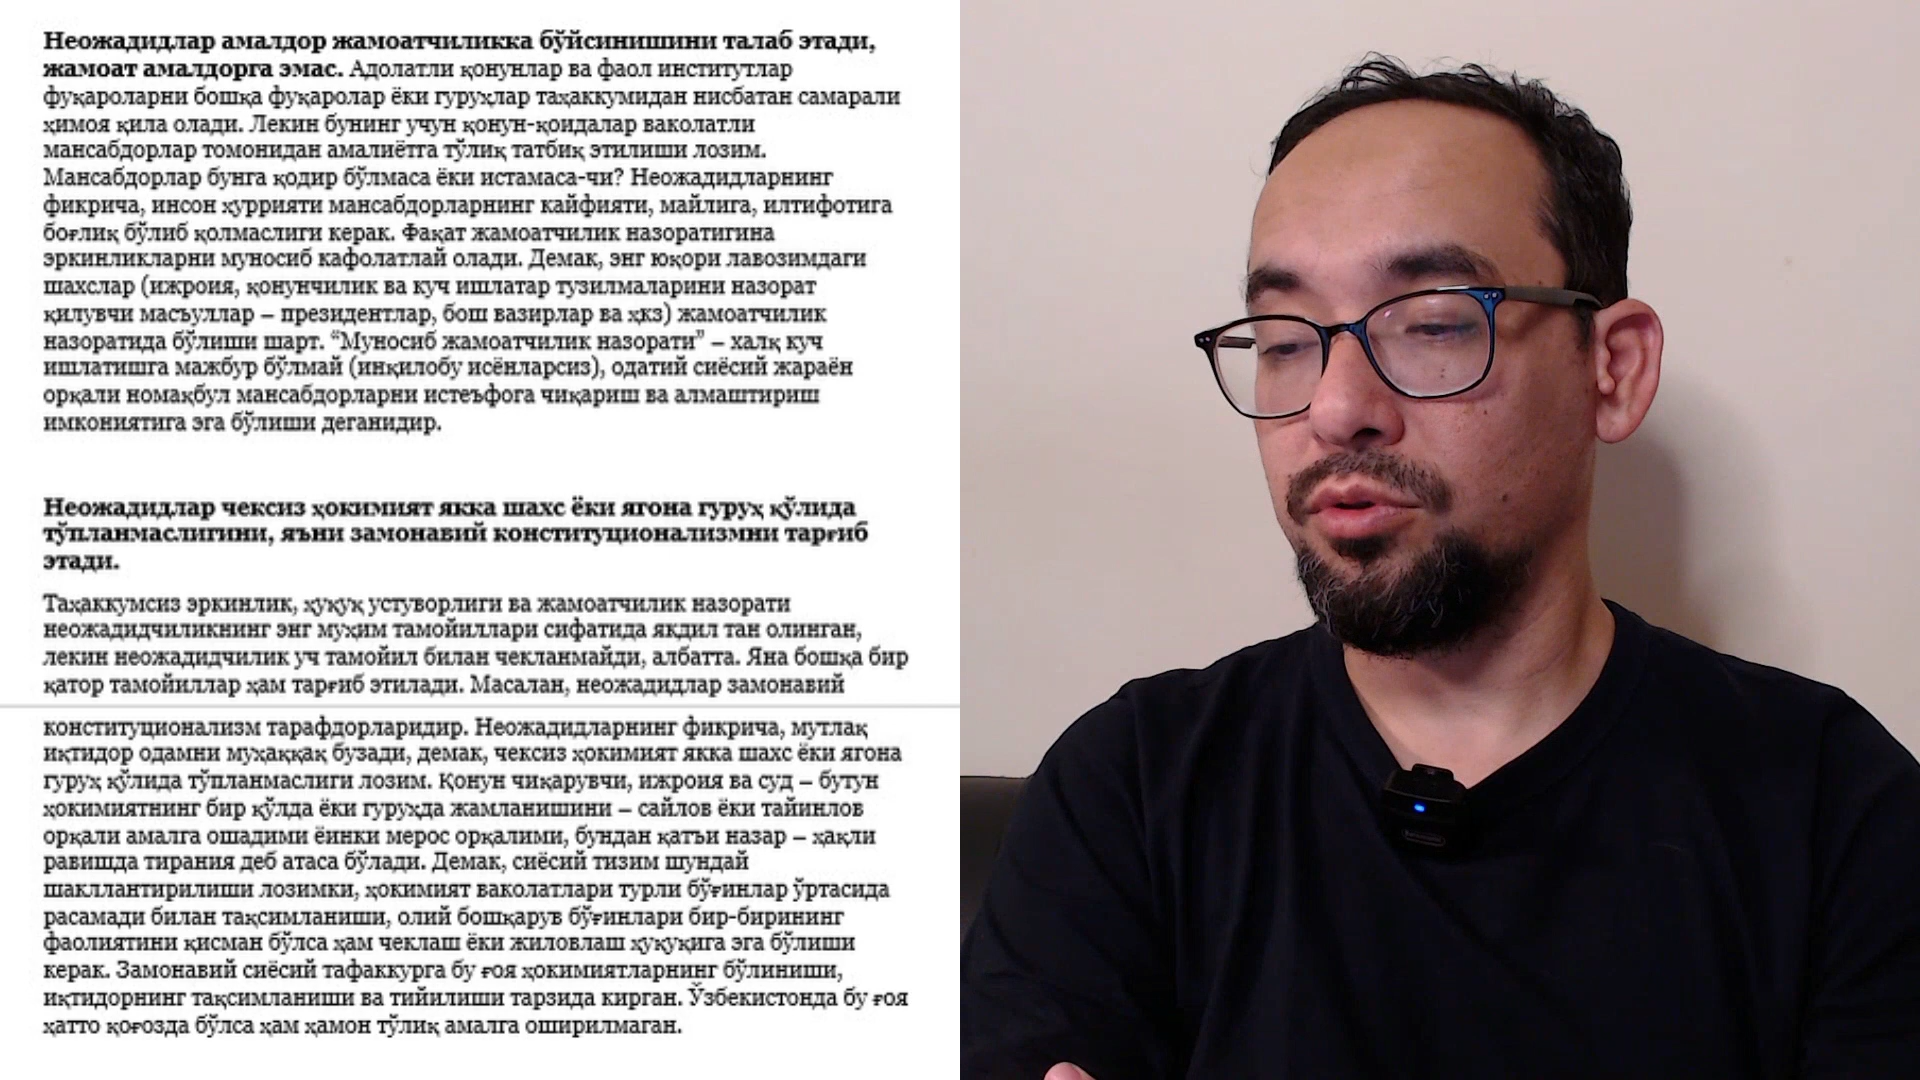 Неожадидлар амалдор жамоатчиликка бўйсинишини талаб этади,
жамоат амалдорга эмас. Адолатли қонунлар ва фаол институтлар
фуқароларни бошқа фуқаролар ёки гуруҳлар таҳаккумидан нисбатан самарали
ҳимоя қила олади. Лекин бунинг учун қонун-қоидалар ваколатли
мансабдорлар томонидан амалиётга тўлиқ татбиқ этилиши лозим.
Мансабдорлар бунга қодир бўлмаса ёки истамаса-чи? Неожадидларнинг
фикрича, инсон ҳуррияти мансабдорларнинг кайфияти, майлига, илтифотига
боғлиқ бўлиб қолмаслиги керак. Фақат жамоатчилик назоратигина
эркинликларни муносиб кафолатлай олади. Демак, энг юқори лавозимдаги
шахслар (ижроия, қонунчилик ва куч ишлатар тузилмаларини назорат
қилувчи масъуллар – президентлар, бош вазирлар ва ҳкз) жамоатчилик
назоратида бўлиши шарт. “Муносиб жамоатчилик назорати” – халқ куч
ишлатишга мажбур бўлмай (инқилобу исёнларсиз), одатий сиёсий жараён
орқали номақбул мансабдорларни истеъфога чиқариш ва алмаштириш
имкониятига эга бўлиши деганидир.
Неожадидлар чексиз ҳокимият якка шахс ёки ягона гуруҳ қўлида
тўпланмаслигини, яъни замонавий конституционализмни тарғиб
этади.
Таҳаккумсиз эркинлик, ҳуқуқ устуворлиги ва жамоатчилик назорати
неожадидчиликнинг энг муҳим тамойиллари сифатида якдил тан олинган,
лекин неожадидчилик уч тамойил билан чекланмайди, албатта. Яна бошқа бир
қатор тамойиллар ҳам тарғиб этилади. Масалан, неожадидлар замонавий
конституционализм тарафдорларидир. Неожадидларнинг фикрича, мутлақ
иқтидор одамни муҳаққақ бузади, демак, чексиз ҳокимият якка шахс ёки ягона
гуруҳ қўлида тўпланмаслиги лозим. Қонун чиқарувчи, ижроия ва суд – бутун
ҳокимиятнинг бир қўлда ёки гуруҳда жамланишини – сайлов ёки тайинлов
орқали амалга ошадими ёинки мерос орқалими, бундан қатъи назар – ҳақли
равишда тирания деб атаса бўлади. Демак, сиёсий тизим шундай
шакллантирилиши лозимки, ҳокимият ваколатлари турли бўғинлар ўртасида
расамади билан тақсимланиши, олий бошқарув бўғинлари бир-бирининг
фаолиятини қисман бўлса ҳам чеклаш ёки жиловлаш ҳуқуқига эга бўлиши
керак. Замонавий сиёсий тафаккурга бу ғоя ҳокимиятларнинг бўлиниши,
иқтидорнинг тақсимланиши ва тийилиши тарзида кирган. Ўзбекистонда бу ғоя
ҳатто қоғозда бўлса ҳам ҳамон тўлиқ амалга оширилмаган.